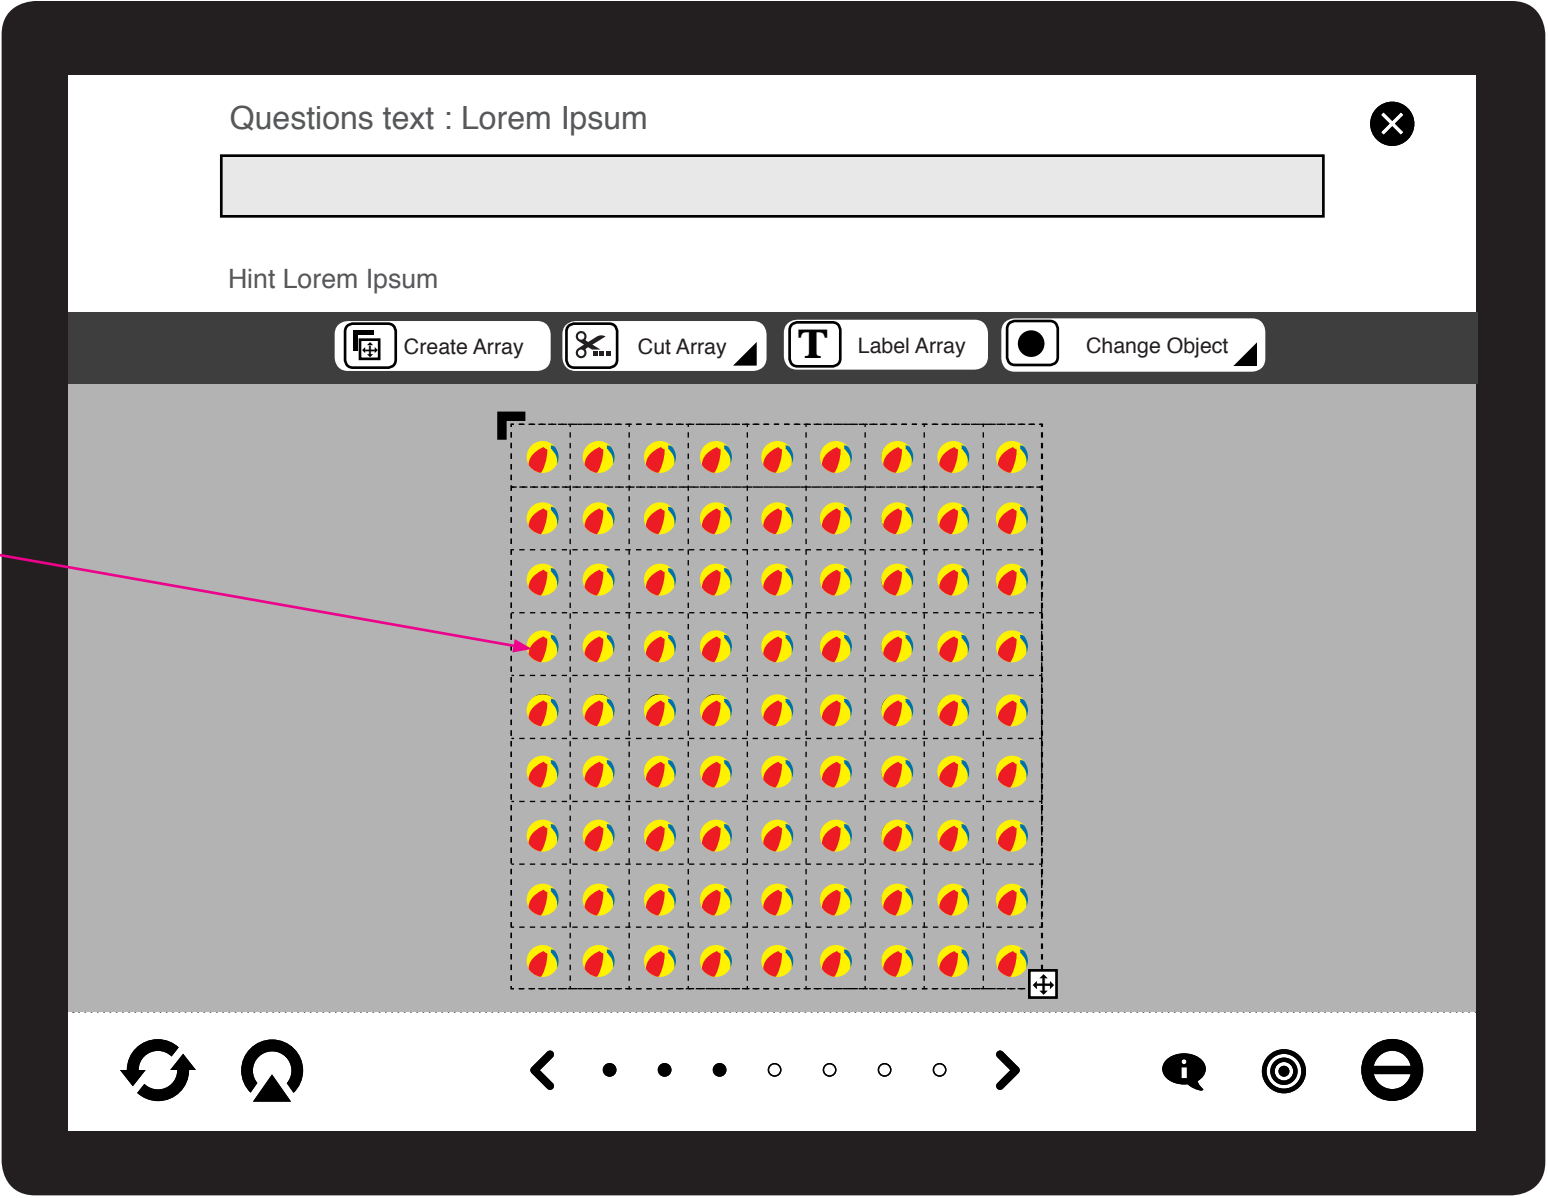 Questions text : Lorem Ipsum
Hint Lorem Ipsum
Create Array
Cut Array
T
Label Array
Change Object
i